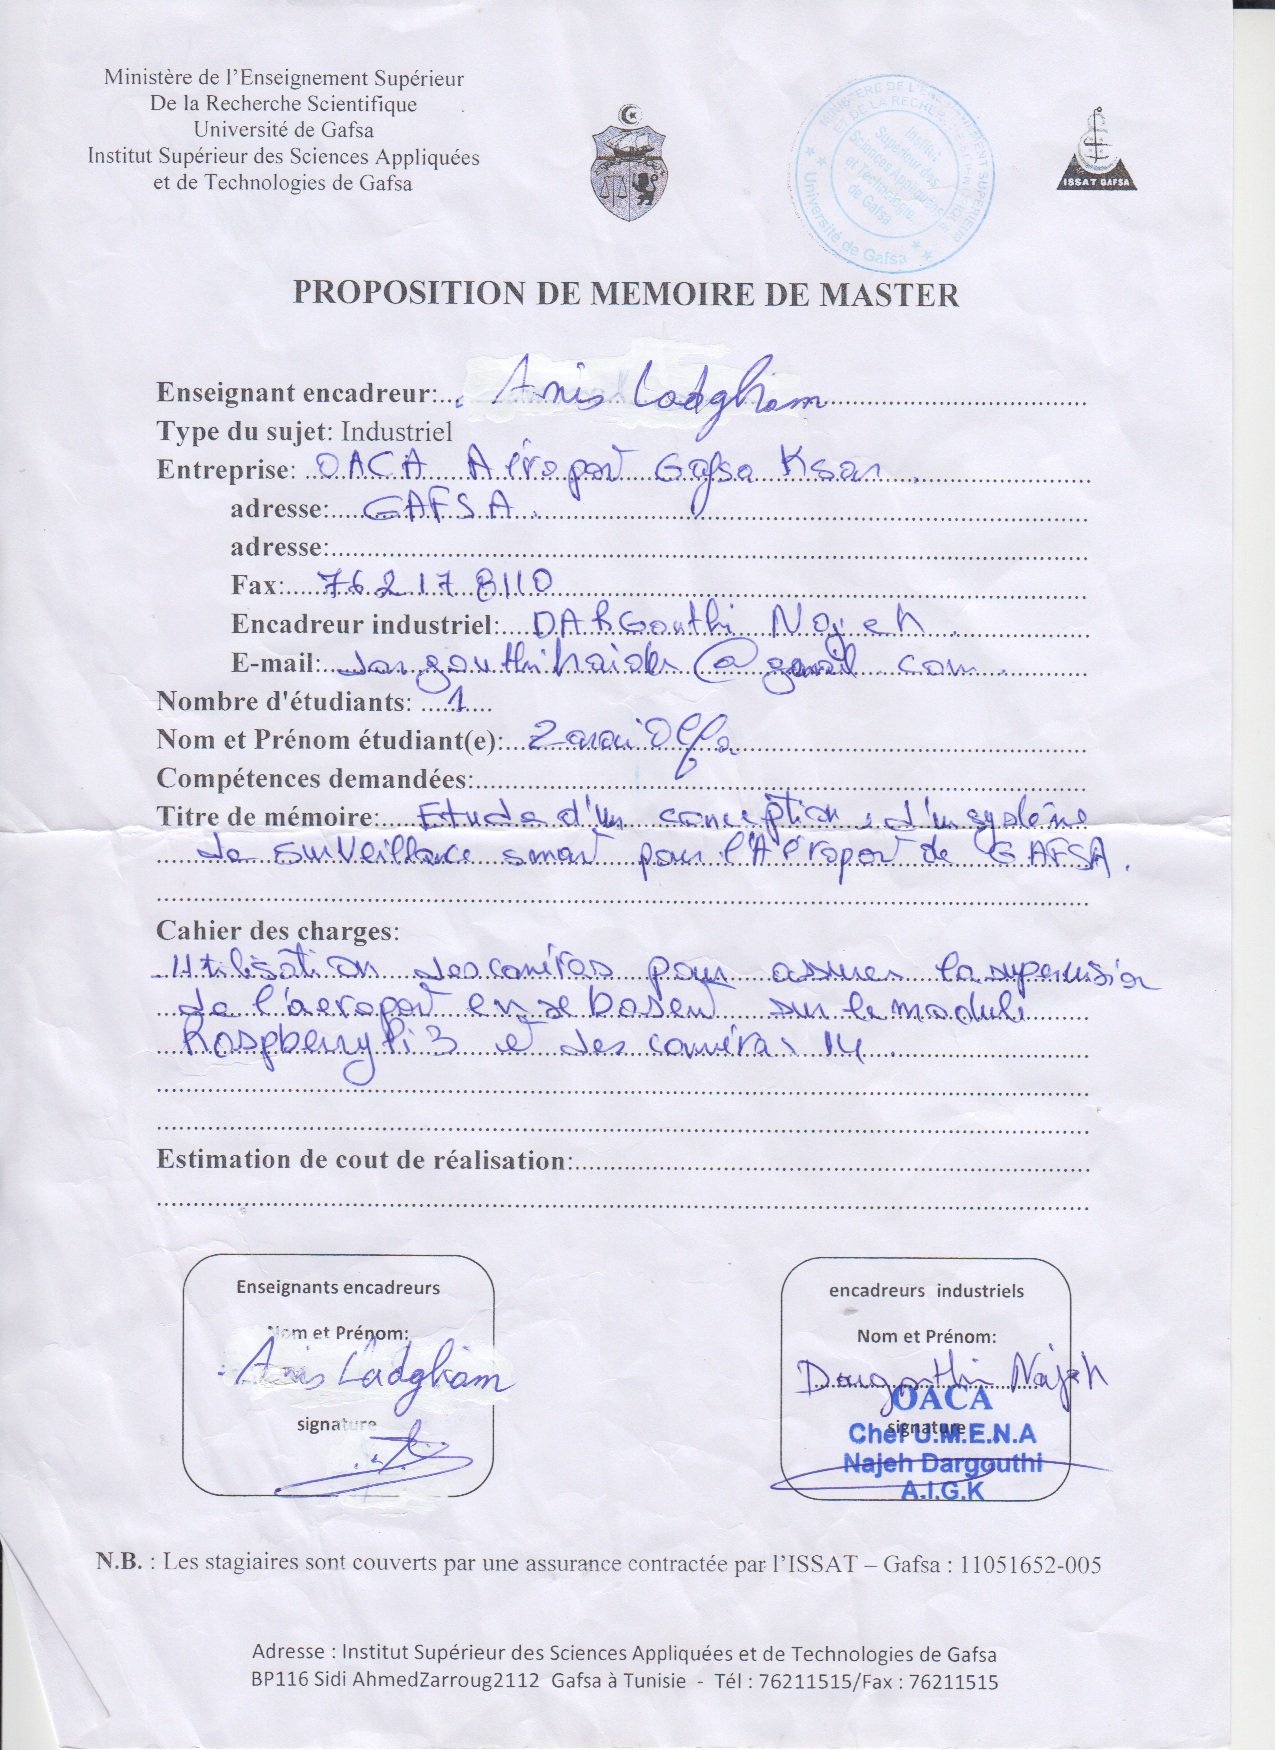 Ministère de l'Enseignement Supérieur
De la Recherche Scientifique
Université de Gafsa
Institut Supérieur des Sciences Appliquées
et de Technologies de Gafsa
MINISTÈRE DE L'ENSEIGNEMENT SUPERIEUR
ET DE LA RECHERCHE SCIENTIFIQUE
Institut
Supérieur des
Sciences Appliquées
et Technologie
de Gafsa
Université de Gafsa
ISSAT GAFSA
PROPOSITION DE MEMOIRE DE MASTER
Enseignant encadreur: Anis Ladgham
Type du sujet: Industriel
Entreprise: OACA Aéroport Gafsa Ksar
adresse: GAFSA
adresse:
Fax: 76 217 8110
Encadreur industriel: DARGouthi Najeh
E-mail: @gmail.com
Nombre d'étudiants: 1
Nom et Prénom étudiant(e): Zarai Olfa
Compétences demandées:
Titre de mémoire: Etude d'un conception d'un système
de surveillance smart pour l'Aéroport de GAFSA.
Cahier des charges:
Utilisation des caméras pour assurer la supervision
de l'aeroport en se basent sur le module
Raspberry Pi 3 et des caméras
Estimation de cout de réalisation:
Enseignants encadreurs
Nom et Prénom:
Anis Ladgham
signature
encadreurs industriels
Nom et Prénom:
Dargouthi Najeh
OACA
signature
Chef U.M.E.N.A
Najeh Dargouthi
A.I.G.K
N.B. : Les stagiaires sont couverts par une assurance contractée par l'ISSAT – Gafsa : 11051652-005
Adresse : Institut Supérieur des Sciences Appliquées et de Technologies de Gafsa
BP116 Sidi AhmedZarroug2112 Gafsa à Tunisie - Tél : 76211515/Fax : 76211515